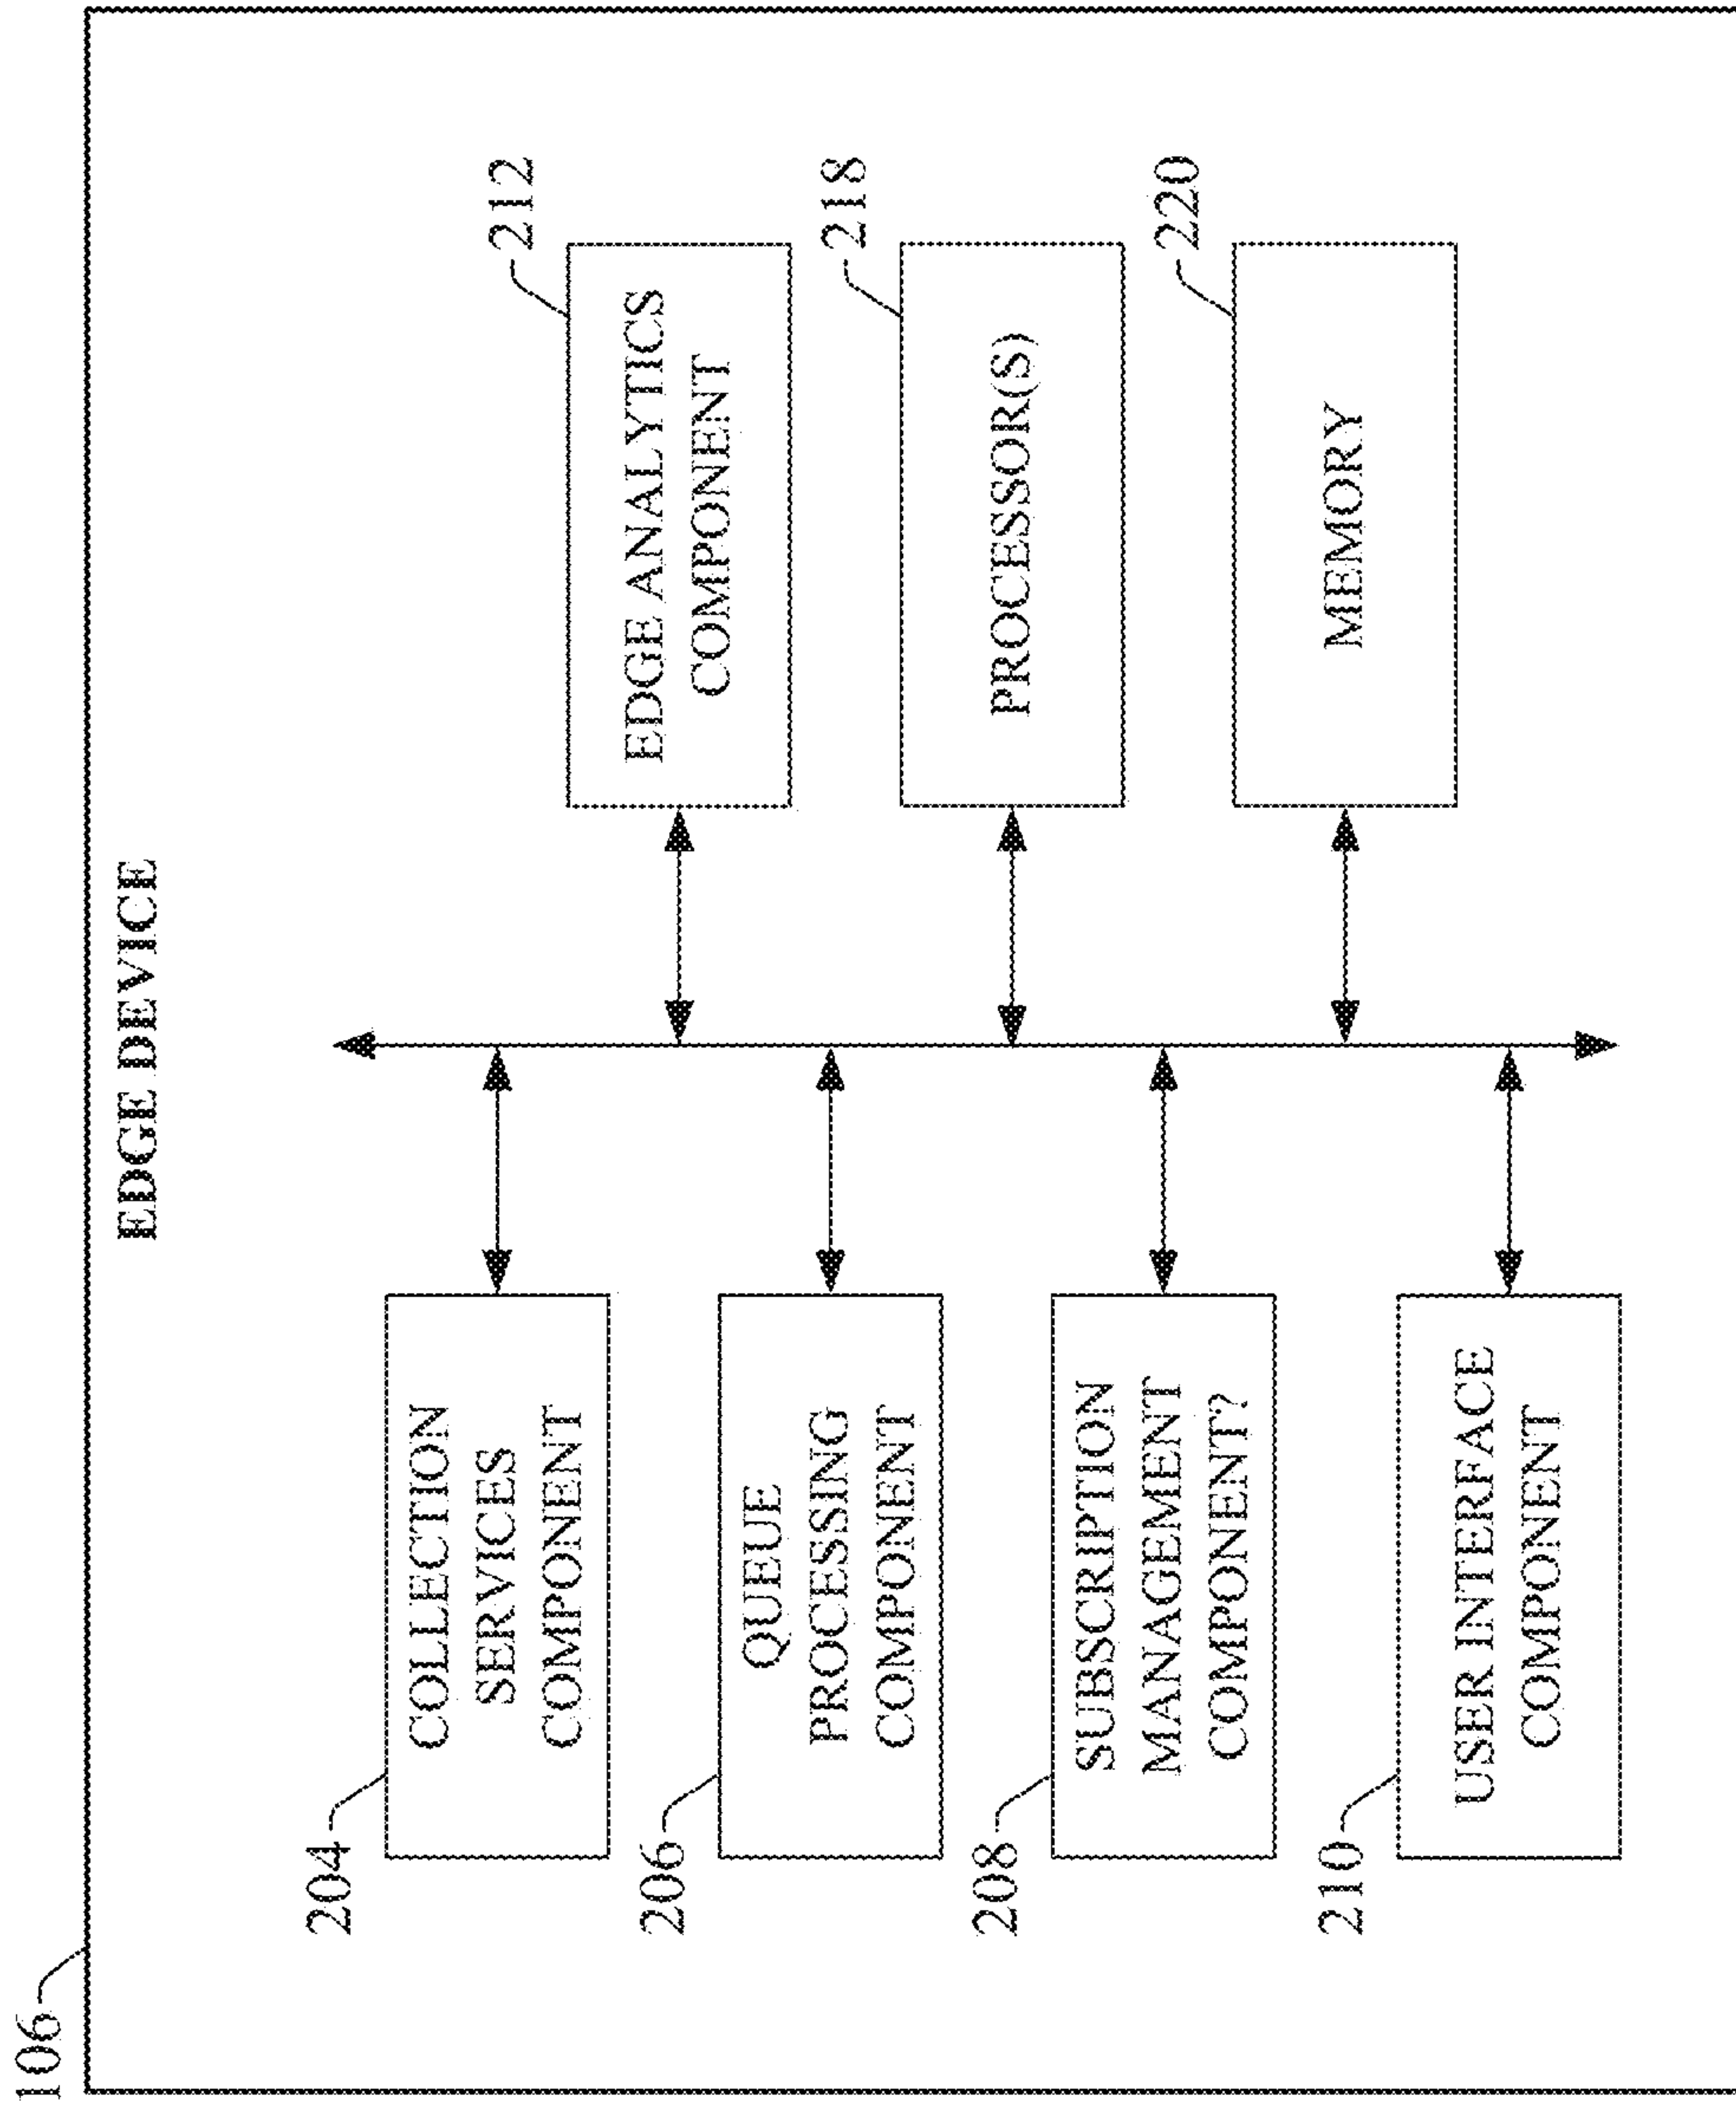 106
EDGE DEVICE
204
COLLECTION
SERVICES
COMPONENT
206
QUEUE
PROCESSING
COMPONENT
208
SUBSCRIPTION
MANAGEMENT
COMPONENT?
210
USER INTERFACE
COMPONENT
212
EDGE ANALYTICS
COMPONENT
218
PROCESSOR(S)
220
MEMORY